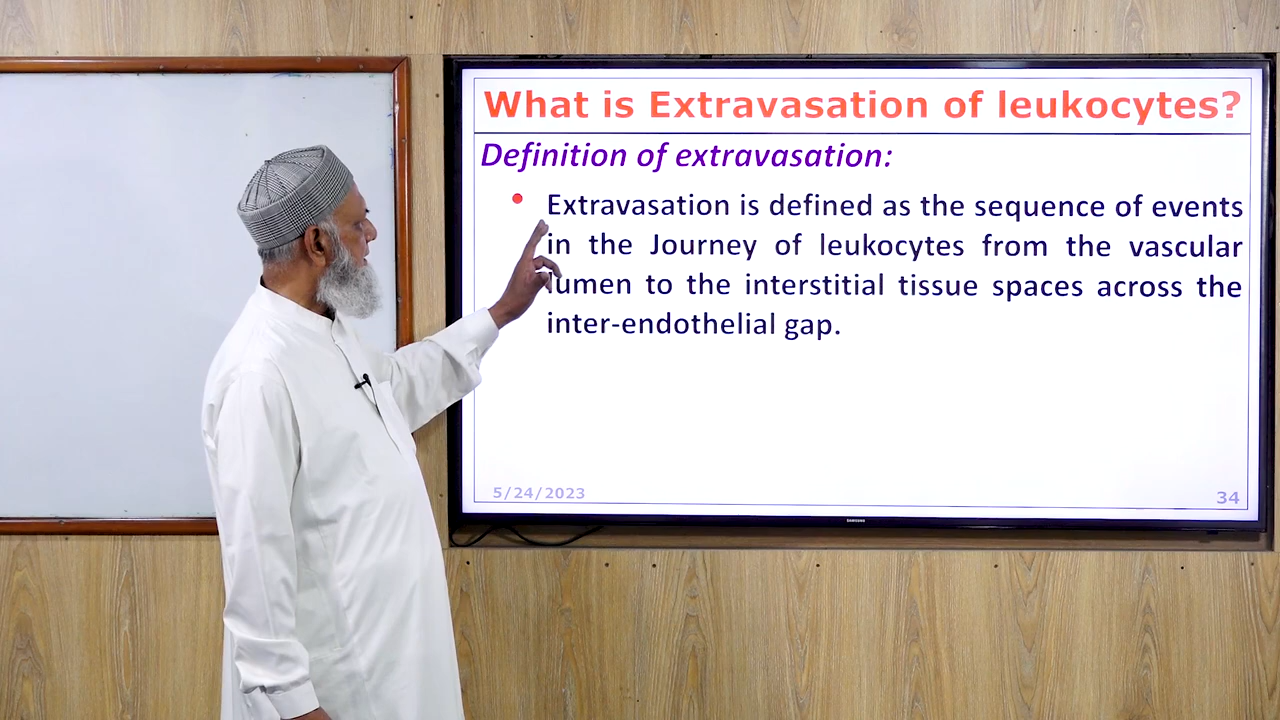 What is Extravasation of leukocytes?
Definition of extravasation:
• Extravasation is defined as the sequence of events
in the Journey of leukocytes from the vascular
lumen to the interstitial tissue spaces across the
inter-endothelial gap.
5/24/2023
34
SAMSUNG